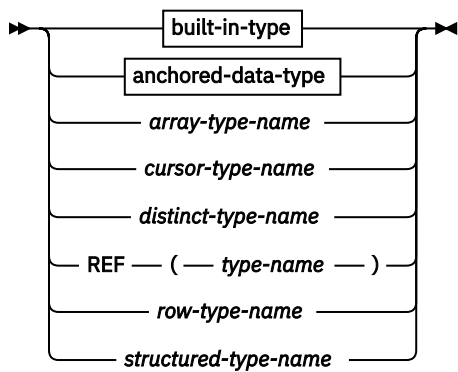 built-in-type
anchored-data-type
array-type-name
cursor-type-name
distinct-type-name
REF ( type-name )
row-type-name
structured-type-name